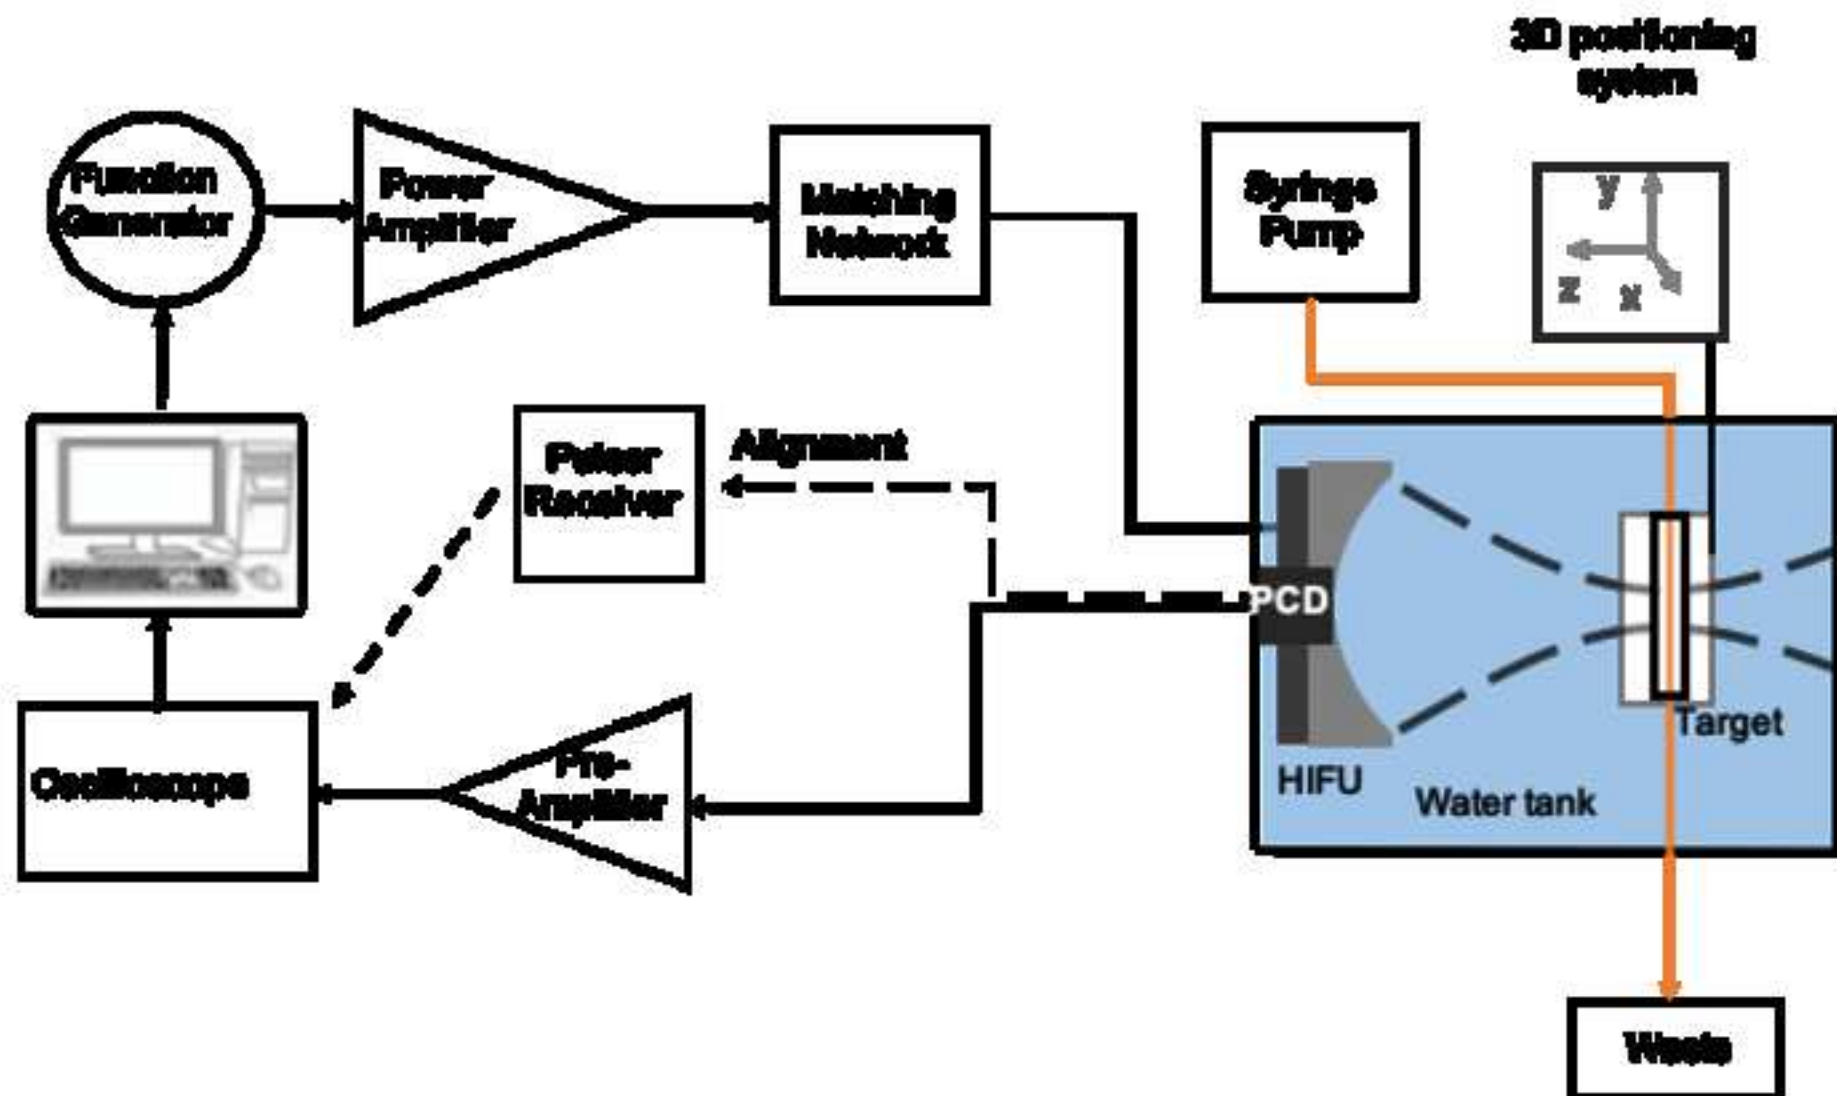 3D positioning
system
Function
Generator
Power
Amplifier
Matching
Network
Syringe
Pump
y
z
x
Pulser
Receiver
Alignment
PCD
Target
HIFU
Water tank
Oscilloscope
Pre-
Amplifier
Waste